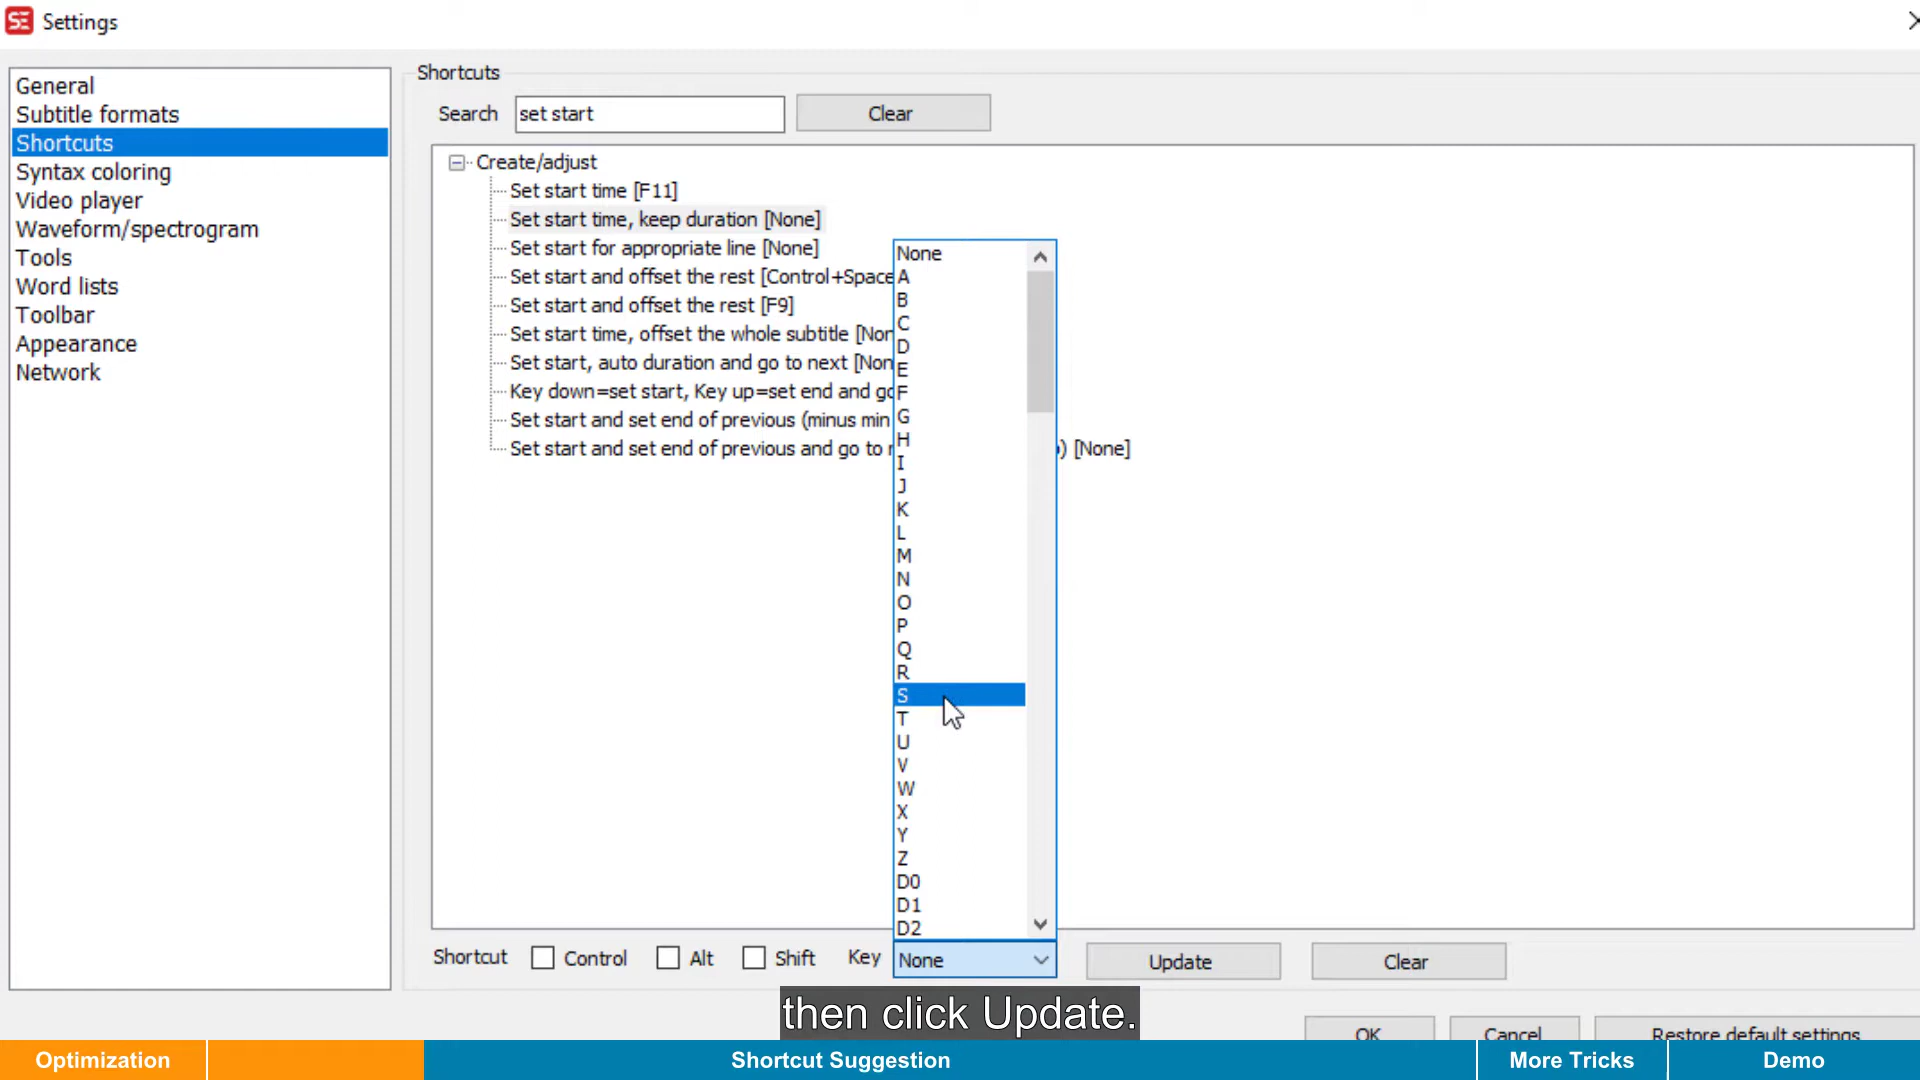 SE Settings
General
Subtitle formats
Shortcuts
Syntax coloring
Video player
Waveform/spectrogram
Tools
Word lists
Toolbar
Appearance
Network
Shortcuts
Search set start Clear
Create/adjust
Set start time [F11]
Set start time, keep duration [None]
Set start for appropriate line [None]
Set start and offset the rest [Control+Space
Set start and offset the rest [F9]
Set start time, offset the whole subtitle [Non
Set start, auto duration and go to next [Non
Key down=set start, Key up=set end and go
Set start and set end of previous (minus min
Set start and set end of previous and go to ) [None]
None
A
B
C
D
E
F
G
H
I
J
K
L
M
N
O
P
Q
R
S
T
U
V
W
X
Y
Z
D0
D1
D2
Shortcut Control Alt Shift Key None Update Clear
then click Update.
OK Cancel Restore default settings
Optimization Shortcut Suggestion More Tricks Demo